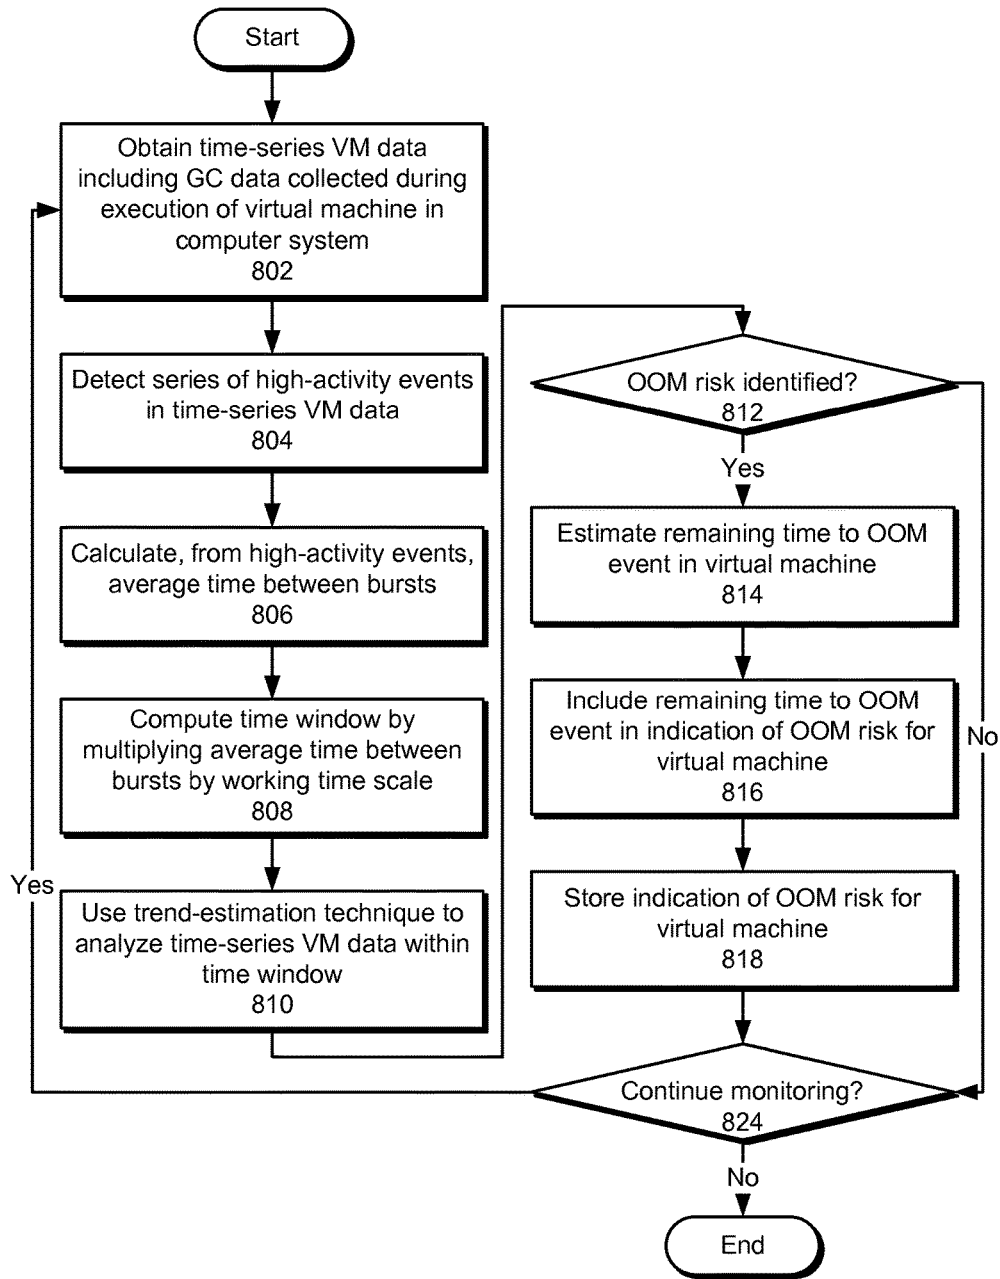 Start
Obtain time-series VM data
including GC data collected during
execution of virtual machine in
computer system
802
Detect series of high-activity events
in time-series VM data
804
Calculate, from high-activity events,
average time between bursts
806
Compute time window by
multiplying average time between
bursts by working time scale
808
Use trend-estimation technique to
analyze time-series VM data within
time window
810
OOM risk identified?
812
Yes
Estimate remaining time to OOM
event in virtual machine
814
Include remaining time to OOM
event in indication of OOM risk for
virtual machine
816
No
Store indication of OOM risk for
virtual machine
818
Continue monitoring?
824
Yes
No
End